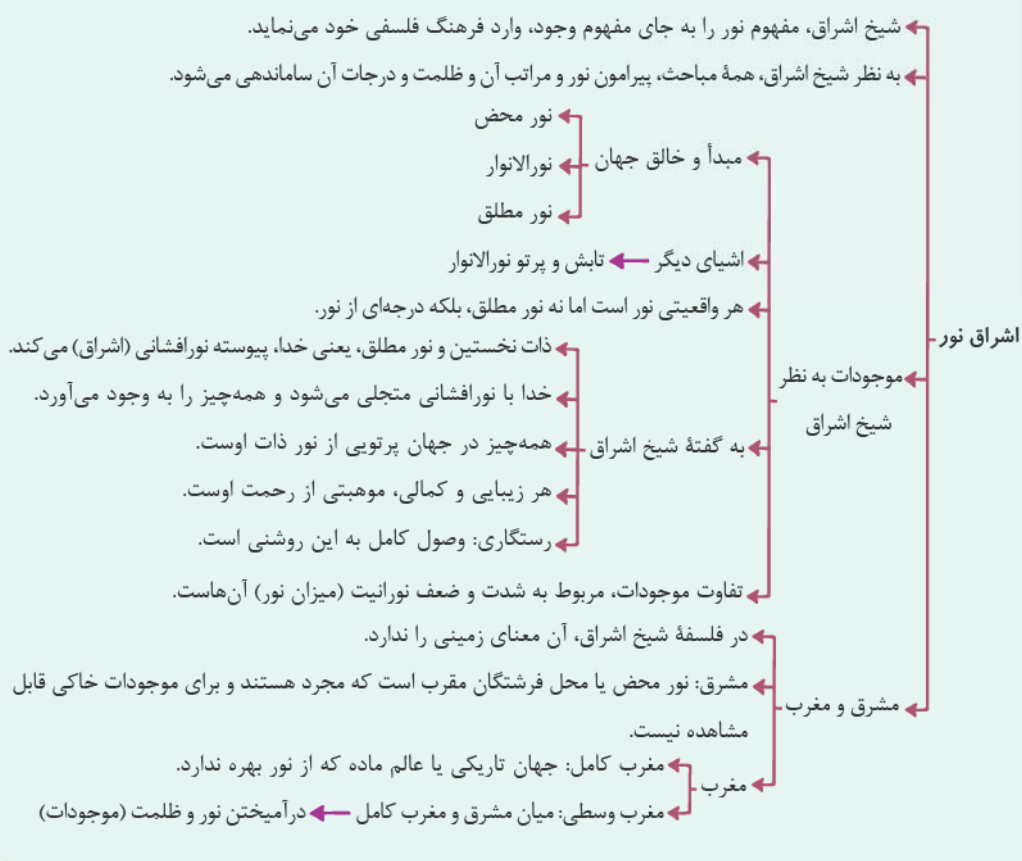 شیخ اشراق، مفهوم نور را به جای مفهوم وجود، وارد فرهنگ فلسفی خود می‌نماید.
به نظر شیخ اشراق، همۀ مباحث، پیرامون نور و مراتب آن و ظلمت و درجات آن ساماندهی می‌شود.
نور محض
مبدأ و خالق جهان
نورالانوار
نور مطلق
اشیای دیگر
تابش و پرتو نورالانوار
هر واقعیتی نور است اما نه نور مطلق، بلکه درجه‌ای از نور.
اشراق نور
موجودات به نظر
شیخ اشراق
ذات نخستین و نور مطلق، یعنی خدا، پیوسته نورافشانی (اشراق) می‌کند.
خدا با نورافشانی متجلی می‌شود و همه‌چیز را به وجود می‌آورد.
به گفتۀ شیخ اشراق
همه‌چیز در جهان پرتویی از نور ذات اوست.
هر زیبایی و کمالی، موهبتی از رحمت اوست.
رستگاری: وصول کامل به این روشنی است.
تفاوت موجودات، مربوط به شدت و ضعف نورانیت (میزان نور) آن‌هاست.
در فلسفۀ شیخ اشراق، آن معنای زمینی را ندارد.
مشرق و مغرب
مشرق: نور محض یا محل فرشتگان مقرب است که مجرد هستند و برای موجودات خاکی قابل
مشاهده نیست.
مغرب
مغرب کامل: جهان تاریکی یا عالم ماده که از نور بهره ندارد.
مغرب وسطی: میان مشرق و مغرب کامل
درآمیختن نور و ظلمت (موجودات)